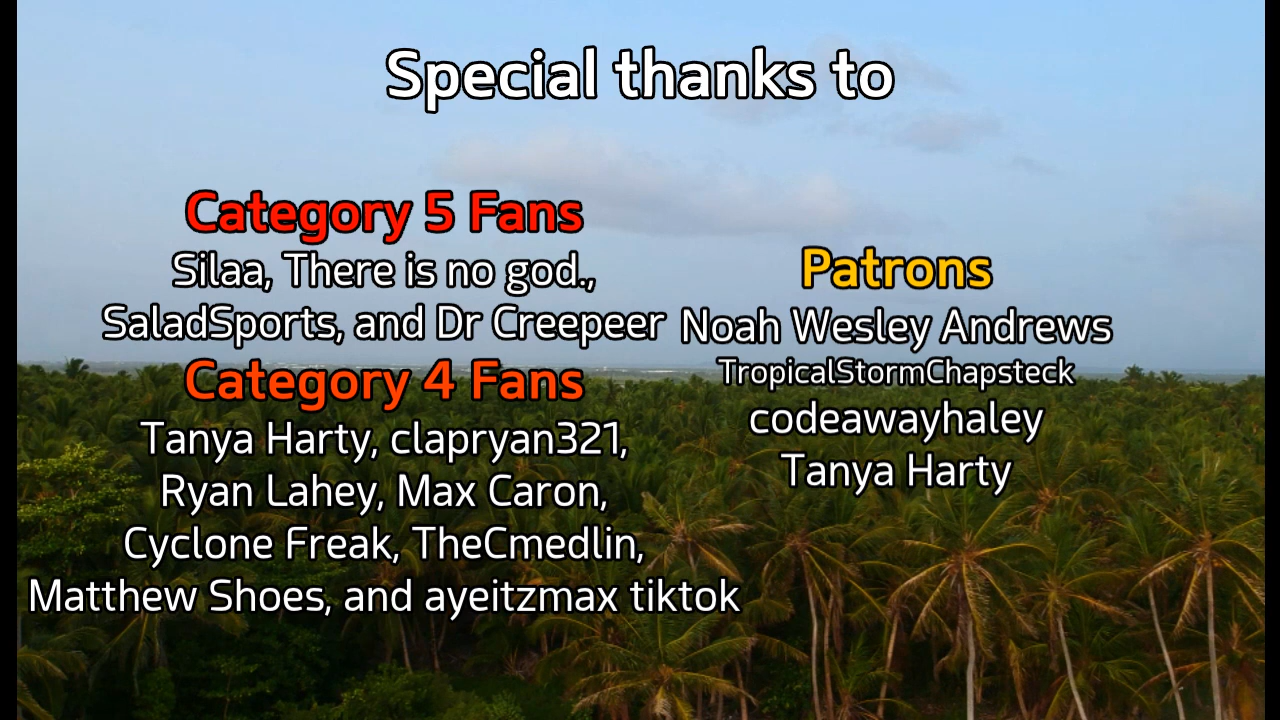 Special thanks to
Category 5 Fans
Silaa, There is no god.,
SaladSports, and Dr Creepeer
Category 4 Fans
Tanya Harty, clapryan321,
Ryan Lahey, Max Caron,
Cyclone Freak, TheCmedlin,
Matthew Shoes, and ayeitzmax tiktok
Patrons
Noah Wesley Andrews
TropicalStormChapsteck
codeawayhaley
Tanya Harty